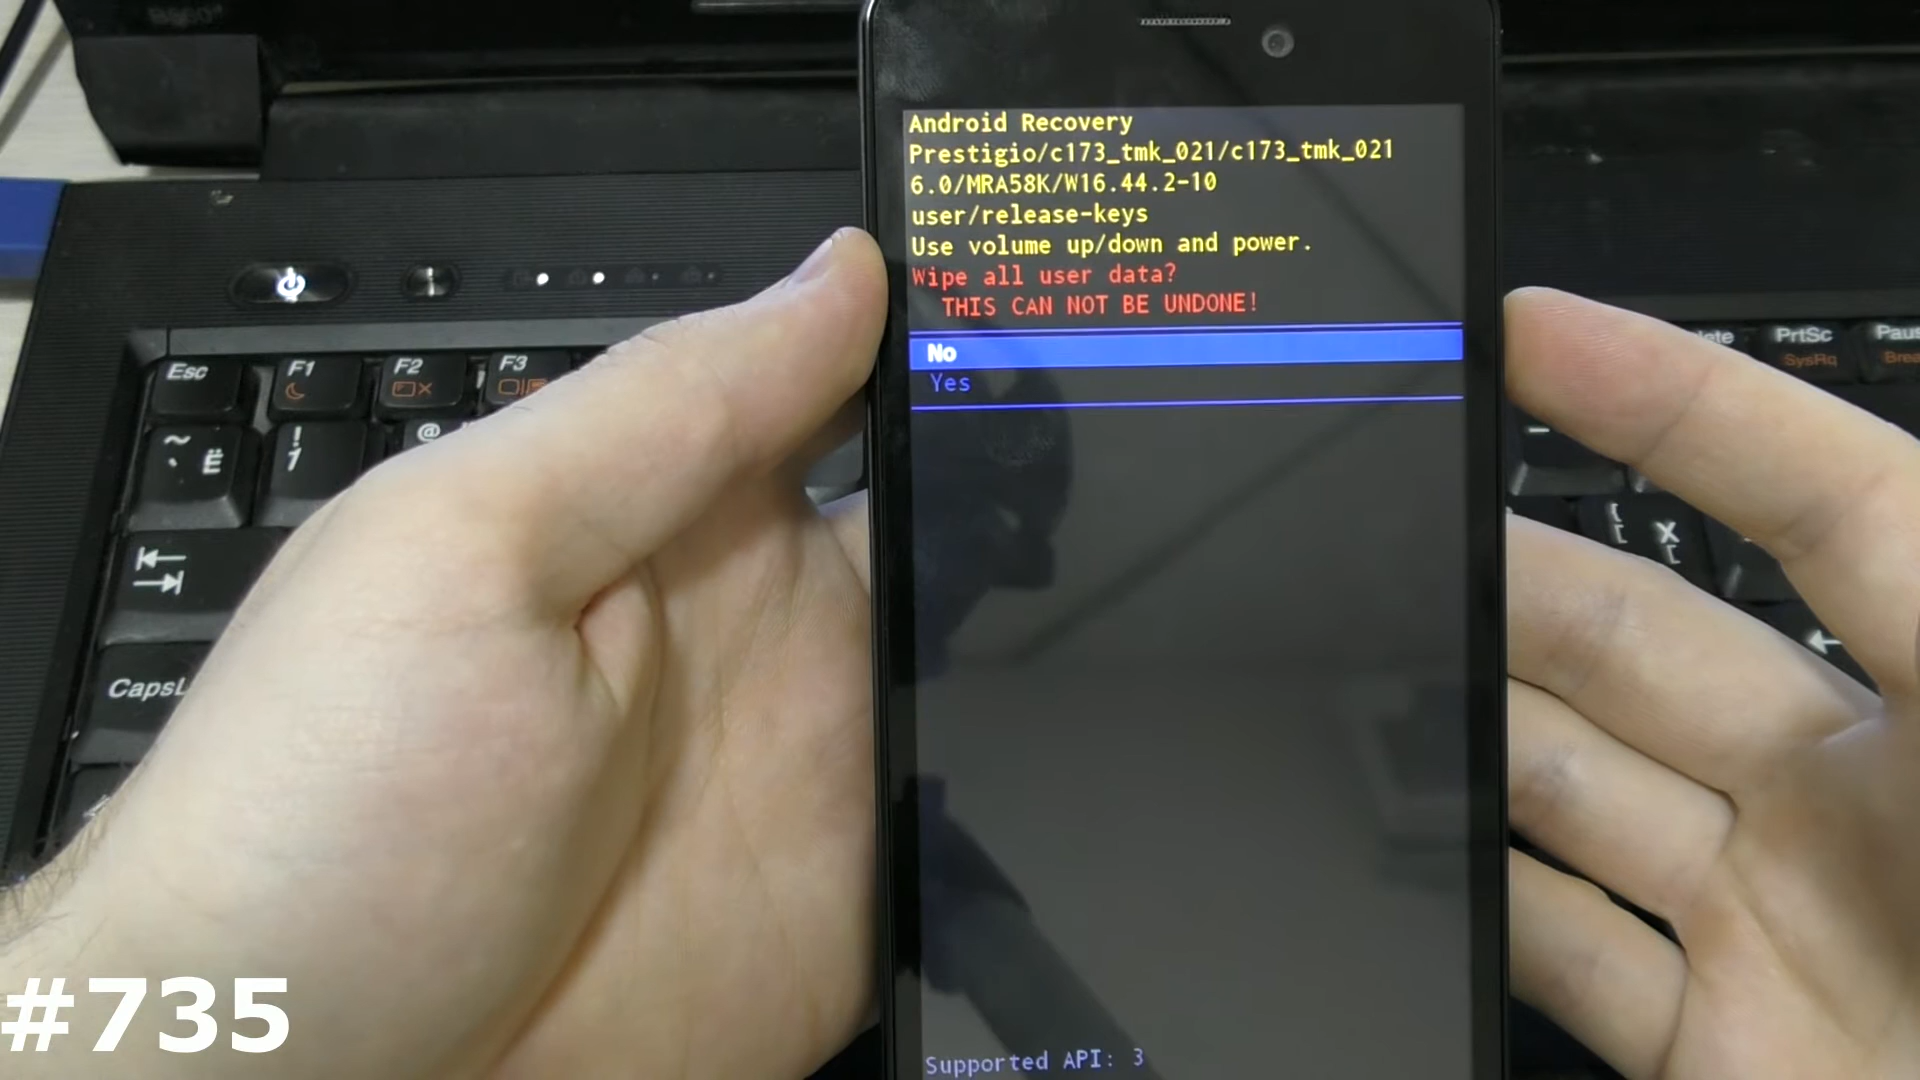 Android Recovery
Prestigio/c173_tmk_021/c173_tmk_021
6.0/MRA58K/W16.44.2-10
user/release-keys
Use volume up/down and power.
Wipe all user data?
THIS CAN NOT BE UNDONE!
No
Yes
Supported API: 3
Esc
F1
F2
F3
PrtSc
SysRq
~
Ё
!
1
@
[
Х
#735